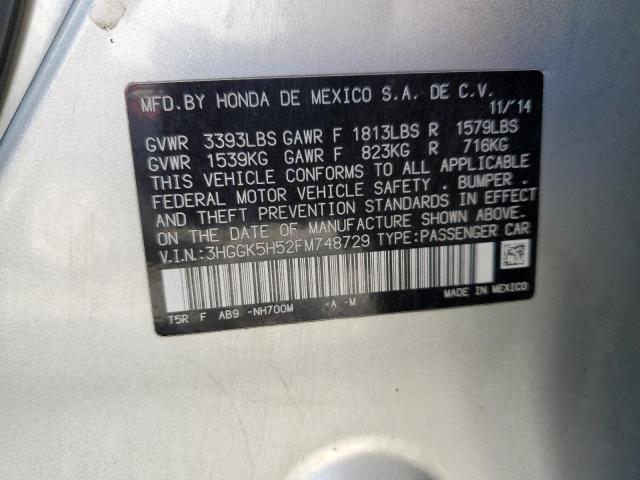 MFD.BY HONDA DE MEXICO S.A. DE C.V.
11/'14
GVWR 3393LBS GAWR F 1813LBS R 1579LBS
GVWR 1539KG GAWR F 823KG R 716KG
THIS VEHICLE CONFORMS TO ALL APPLICABLE
FEDERAL MOTOR VEHICLE SAFETY . BUMPER .
AND THEFT PREVENTION STANDARDS IN EFFECT
ON THE DATE OF MANUFACTURE SHOWN ABOVE.
V.I.N.:3HGGK5H52FM748729 TYPE:PASSENGER CAR
T5R F AB9 -NH700M -A -M
MADE IN MEXICO